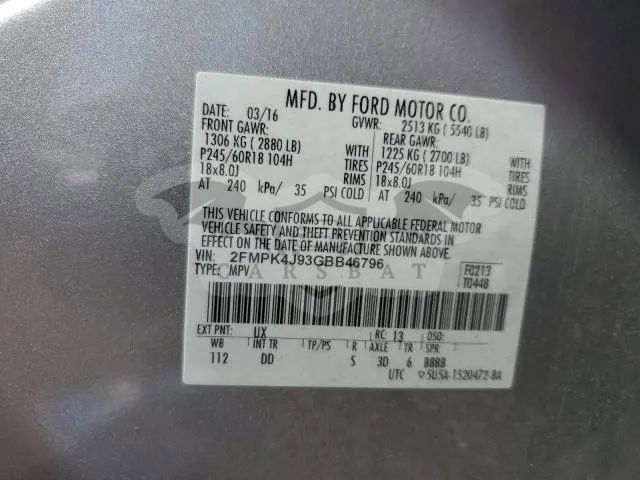 MFD. BY FORD MOTOR CO.
DATE: 03/16 GVWR: 2513 KG ( 5540 LB)
FRONT GAWR: REAR GAWR:
1306 KG ( 2880 LB) WITH 1225 KG ( 2700 LB) WITH
P245/60R18 104H TIRES P245/60R18 104H TIRES
18x8.0J RIMS 18x8.0J RIMS
AT 240 kPa/ 35 PSI COLD AT 240 kPa/ 35 PSI COLD
THIS VEHICLE CONFORMS TO ALL APPLICABLE FEDERAL MOTOR
VEHICLE SAFETY AND THEFT PREVENTION STANDARDS IN
EFFECT ON THE DATE OF MANUFACTURE SHOWN ABOVE.
VIN: 2FMPK4J93GBB46796
TYPE: MPV F0213
T0448
CARSBAT
EXT PNT: UX RC: 13 DSO:
WB INT TR TP/PS R AXLE TR SPR
112 DD S 3D 6 BBBB
UTC ▽5U5A-1520472-BA